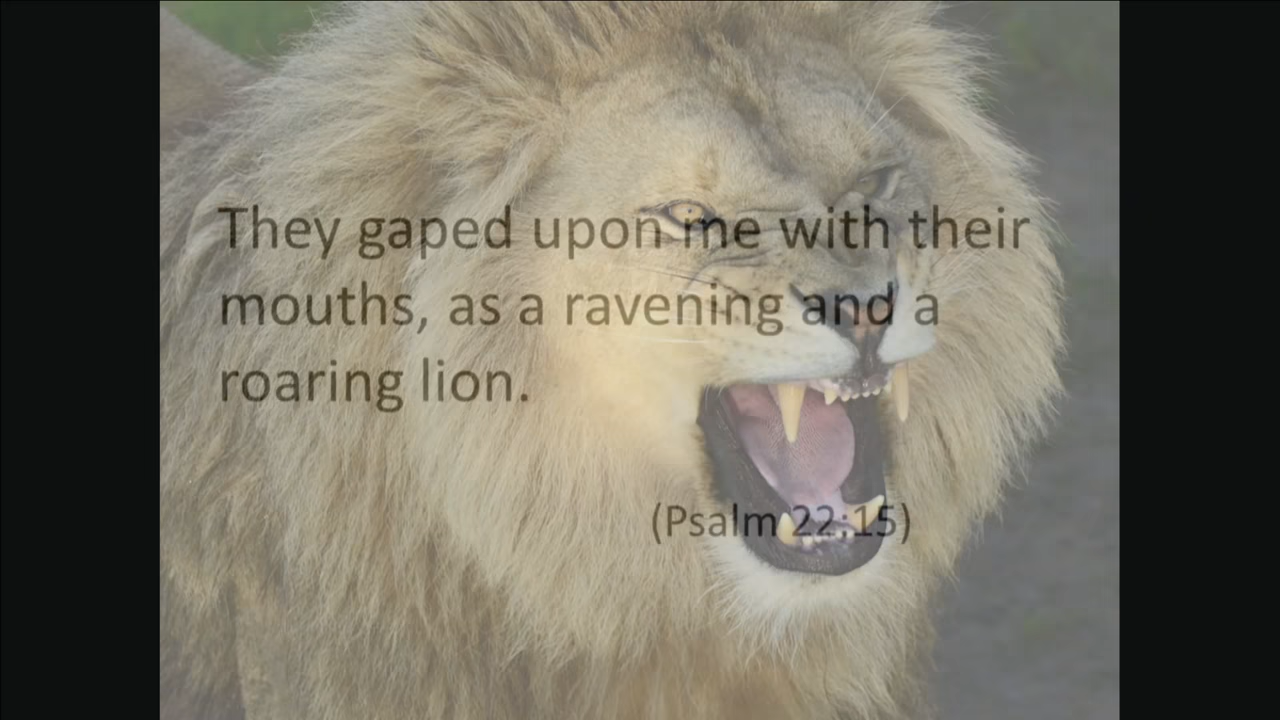 They gaped upon me with their
mouths, as a ravening and a
roaring lion.
(Psalm 22:15)